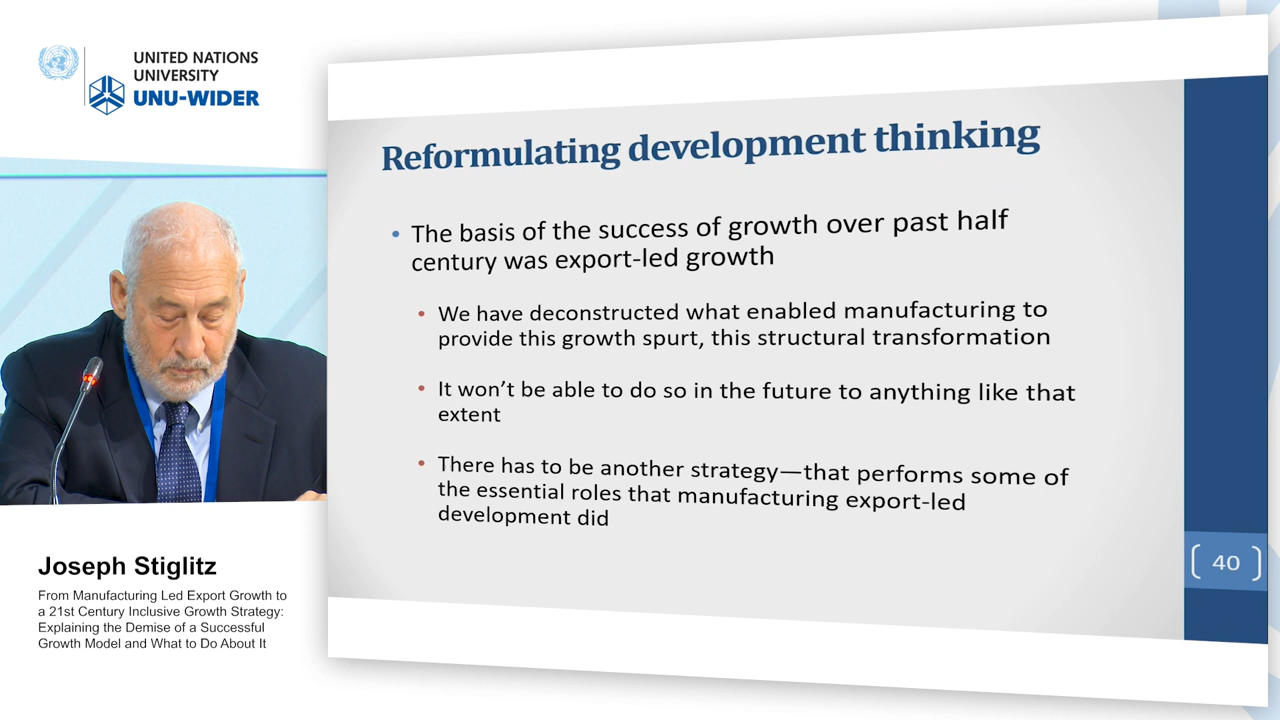 UNITED NATIONS
UNIVERSITY
UNU-WIDER
Reformulating development thinking
• The basis of the success of growth over past half
century was export-led growth
• We have deconstructed what enabled manufacturing to
provide this growth spurt, this structural transformation
• It won’t be able to do so in the future to anything like that
extent
• There has to be another strategy—that performs some of
the essential roles that manufacturing export-led
development did
[ 40 ]
Joseph Stiglitz
From Manufacturing Led Export Growth to
a 21st Century Inclusive Growth Strategy:
Explaining the Demise of a Successful
Growth Model and What to Do About It